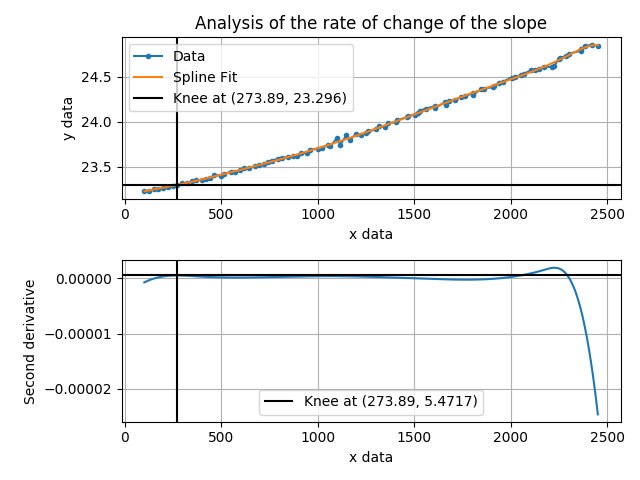 Analysis of the rate of change of the slope
Data
Spline Fit
Knee at (273.89, 23.296)
24.5
24.0
23.5
y data
0
500
1000
1500
2000
2500
x data
0.00000
−0.00001
−0.00002
Second derivative
Knee at (273.89, 5.4717)
0
500
1000
1500
2000
2500
x data